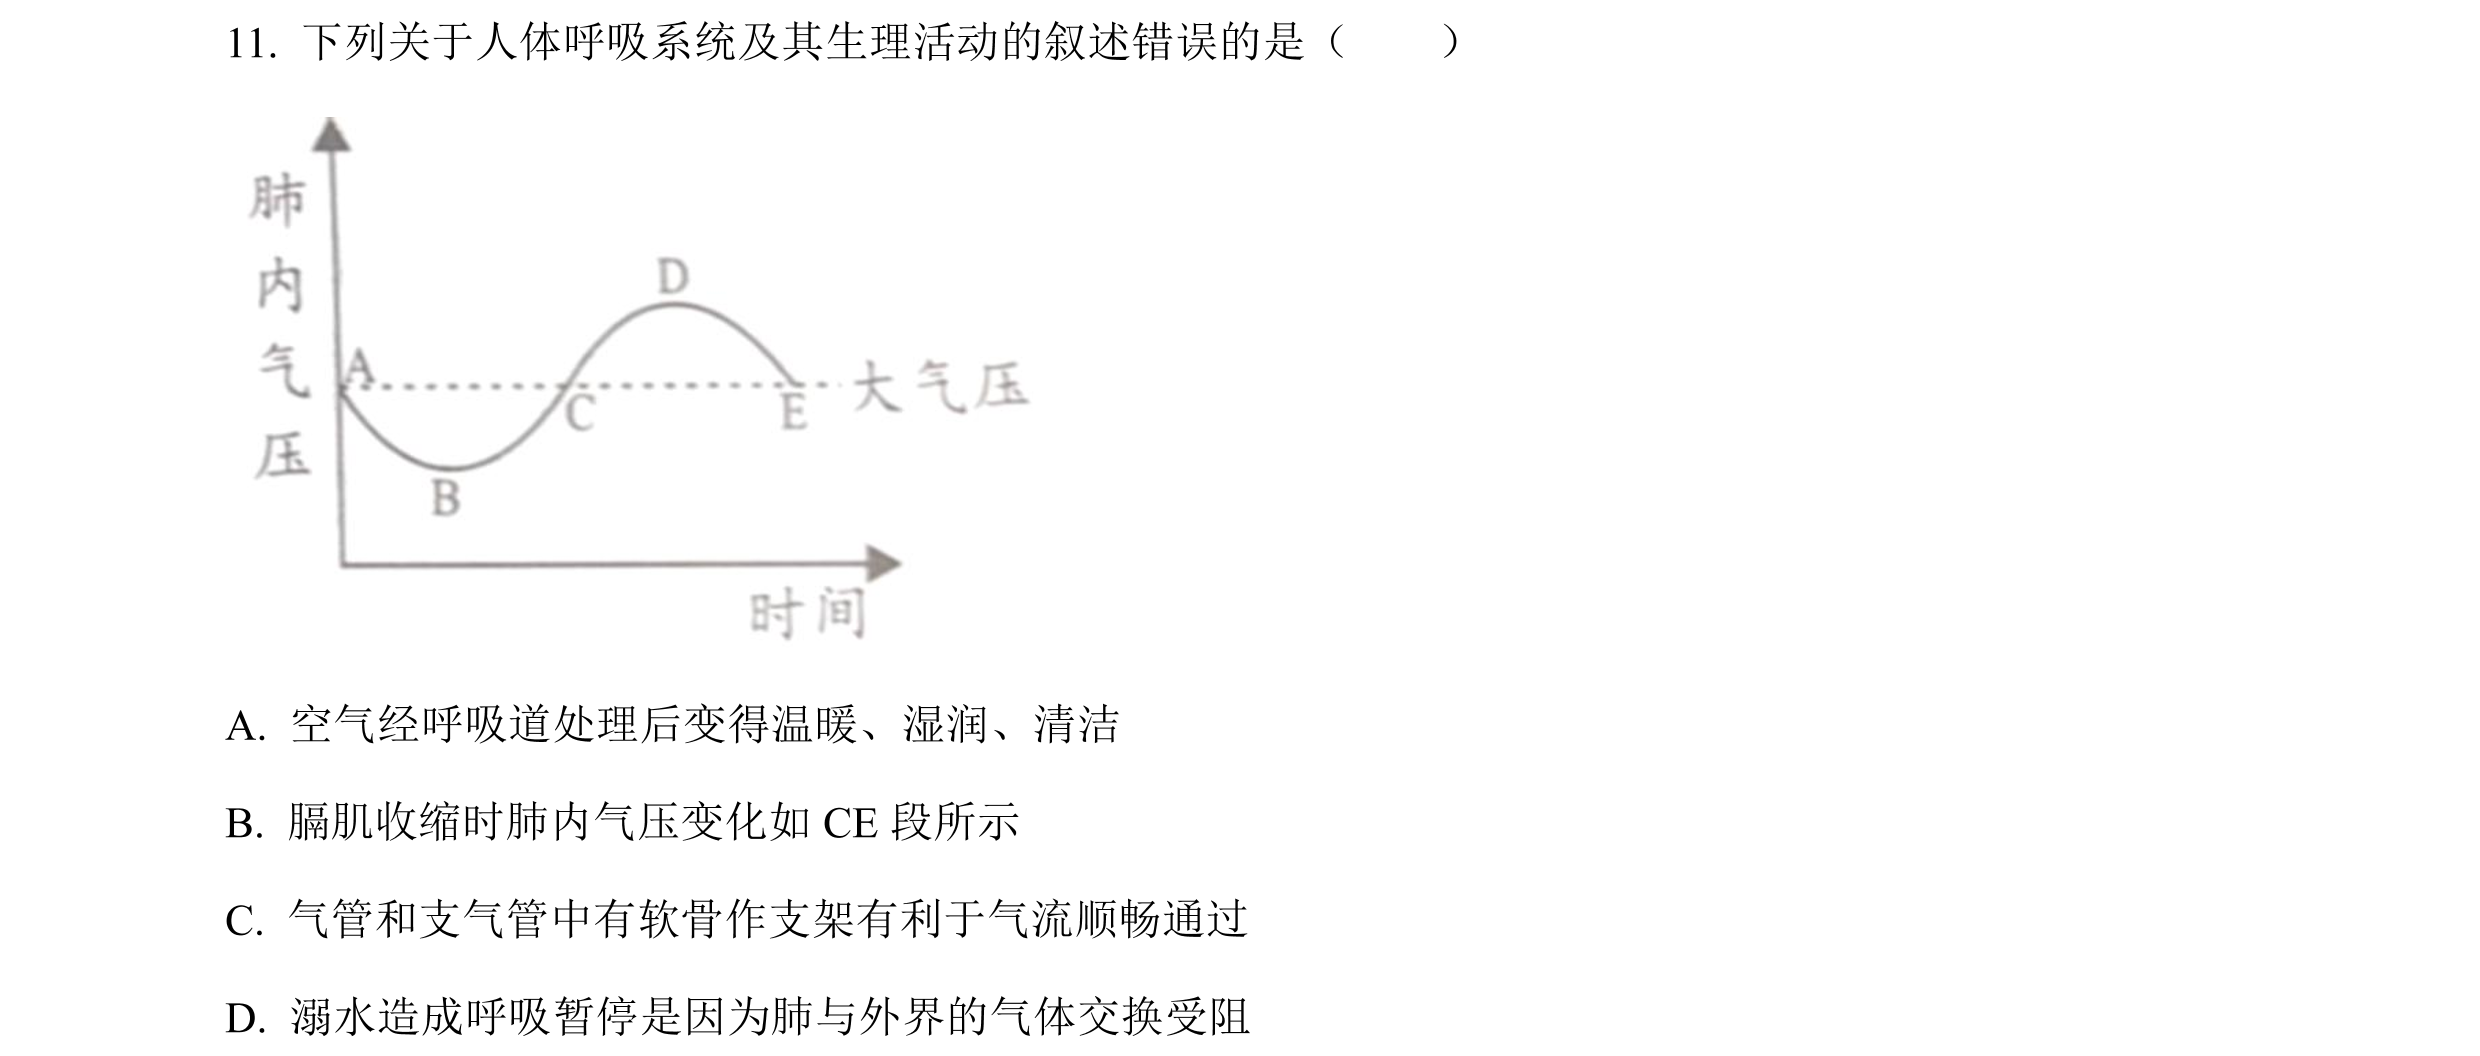 11. 下列关于人体呼吸系统及其生理活动的叙述错误的是（　　）
肺内气压
D
A
大气压
C
E
B
时间
A. 空气经呼吸道处理后变得温暖、湿润、清洁
B. 膈肌收缩时肺内气压变化如 CE 段所示
C. 气管和支气管中有软骨作支架有利于气流顺畅通过
D. 溺水造成呼吸暂停是因为肺与外界的气体交换受阻